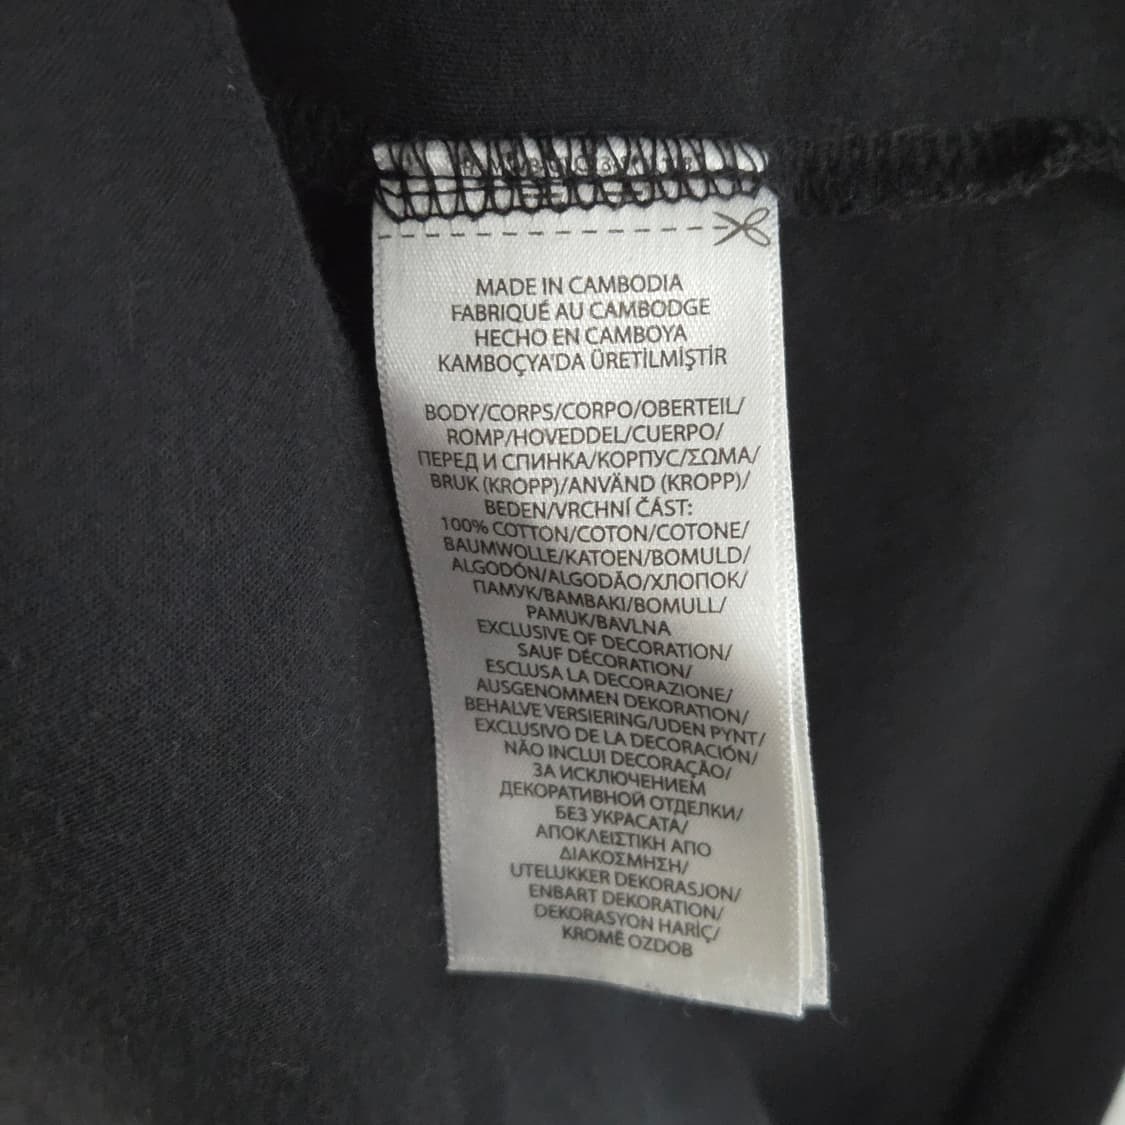 MADE IN CAMBODIA
FABRIQUÉ AU CAMBODGE
HECHO EN CAMBOYA
KAMBOÇYA'DA ÜRETİLMİŞTİR
BODY/CORPS/CORPO/OBERTEIL/
ROMP/HOVEDDEL/CUERPO/
ПЕРЕД И СПИНКА/КОРПУС/ΣΩΜΑ/
BRUK (KROPP)/ANVÄND (KROPP)/
BEDEN/VRCHNÍ ČÁST:
100% COTTON/COTON/COTONE/
BAUMWOLLE/KATOEN/BOMULD/
ALGODÓN/ALGODÃO/ХЛОПОК/
ПАМУК/BAMBAKI/BOMULL/
PAMUK/BAVLNA
EXCLUSIVE OF DECORATION/
SAUF DÉCORATION/
ESCLUSA LA DECORAZIONE/
AUSGENOMMEN DEKORATION/
BEHALVE VERSIERING/UDEN PYNT/
EXCLUSIVO DE LA DECORACIÓN/
NÃO INCLUI DECORAÇÃO/
ЗА ИСКЛЮЧЕНИЕМ
ДЕКОРАТИВНОЙ ОТДЕЛКИ/
БЕЗ УКРАСАТА/
ΑΠΟΚΛΕΙΣΤΙΚΗ ΑΠΟ
ΔΙΑΚΟΣΜΗΣΗ/
UTELUKKER DEKORASJON/
ENBART DEKORATION/
DEKORASYON HARİÇ/
KROMĚ OZDOB